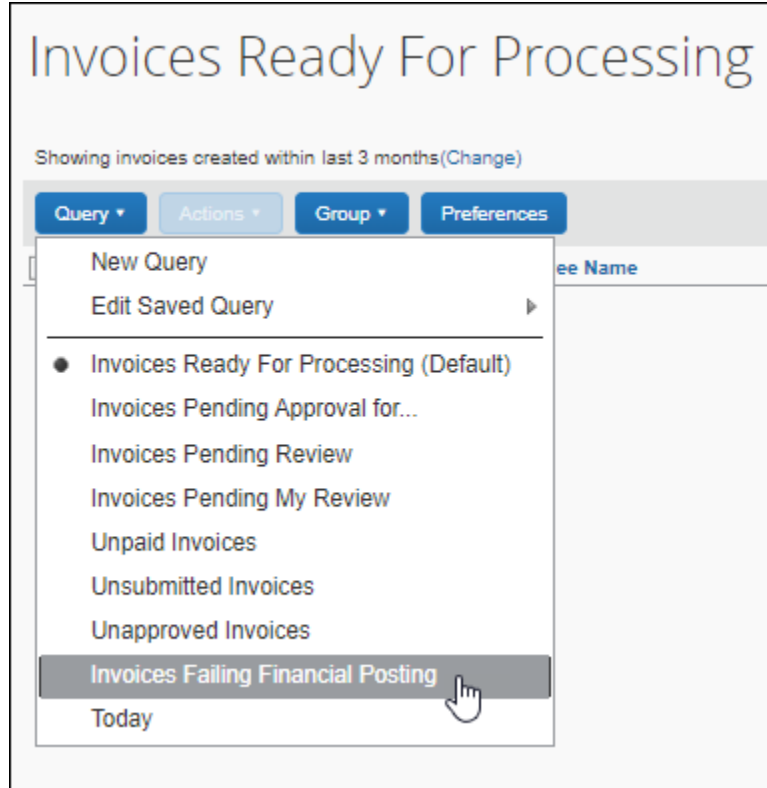 Invoices Ready For Processing
Showing invoices created within last 3 months(Change)
Query Actions Group Preferences
New Query
ee Name
Edit Saved Query
Invoices Ready For Processing (Default)
Invoices Pending Approval for...
Invoices Pending Review
Invoices Pending My Review
Unpaid Invoices
Unsubmitted Invoices
Unapproved Invoices
Invoices Failing Financial Posting
Today